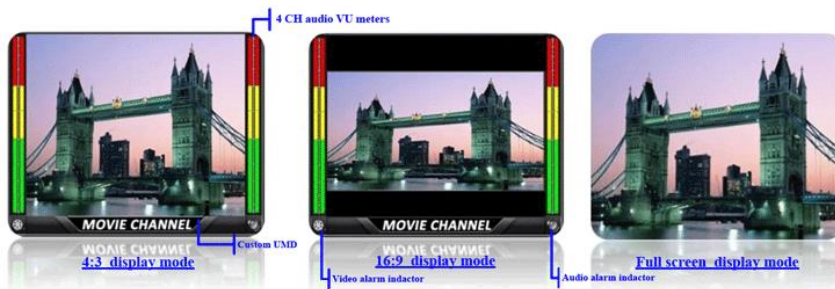 4 CH audio VU meters
MOVIE CHANNEL
MOVIE CHANNEL
Custom UMD
4:3 display mode
16:9 display mode
Full screen display mode
Video alarm indactor
Audio alarm indactor